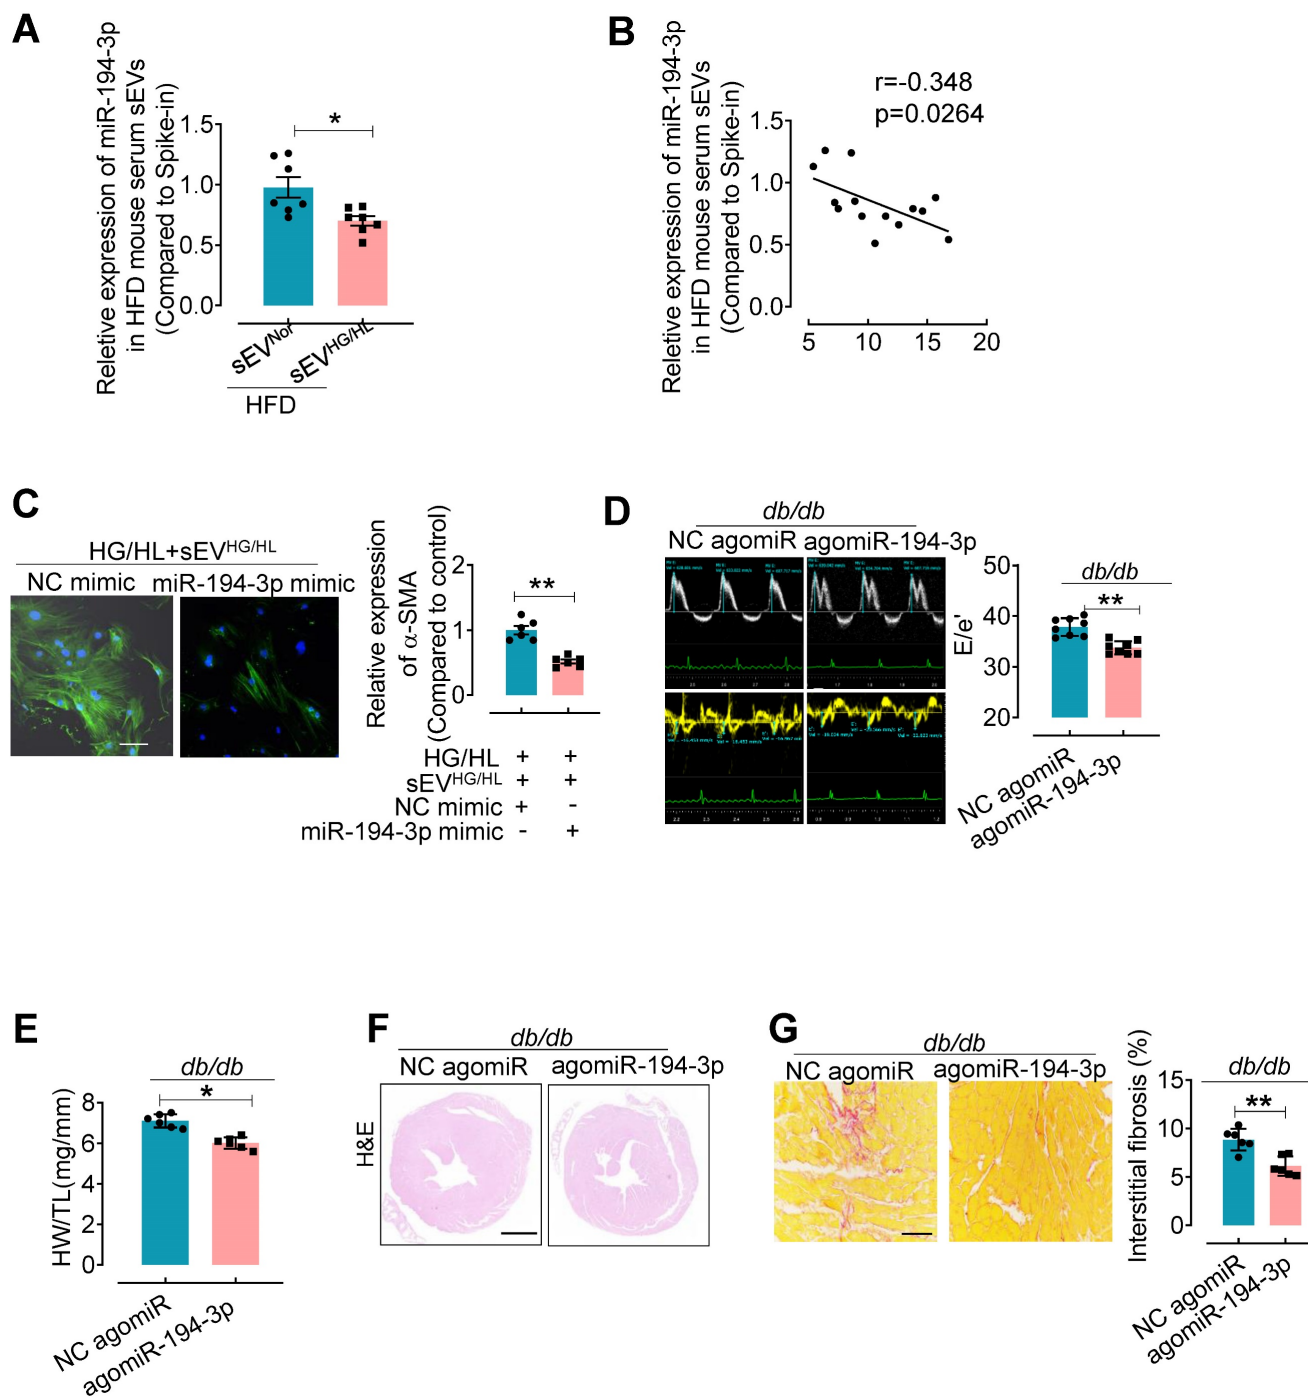 A
Reletive expression of miR-194-3p
in HFD mouse serum sEVs
(Compared to Spike-in)
1.5
1.0
0.5
0.0
*
sEVNor
sEVHG/HL
HFD
B
Reletive expression of miR-194-3p
in HFD mouse serum sEVs
(Compared to Spike-in)
r=-0.348
p=0.0264
1.5
1.0
0.5
0.0
5 10 15 20
C
HG/HL+sEVHG/HL
NC mimic miR-194-3p mimic
Relative expression
of α-SMA
(Compared to control)
2
1
0
**
HG/HL + +
sEVHG/HL + +
NC mimic + -
miR-194-3p mimic - +
D
db/db
NC agomiR agomiR-194-3p
E/e'
50
40
30
20
db/db
**
NC agomiR
agomiR-194-3p
E
db/db
*
HW/TL(mg/mm)
8
6
4
2
0
NC agomiR
agomiR-194-3p
F
db/db
NC agomiR agomiR-194-3p
H&E
G
db/db
NC agomiR agomiR-194-3p
Interstitial fibrosis (%)
15
10
5
0
db/db
**
NC agomiR
agomiR-194-3p